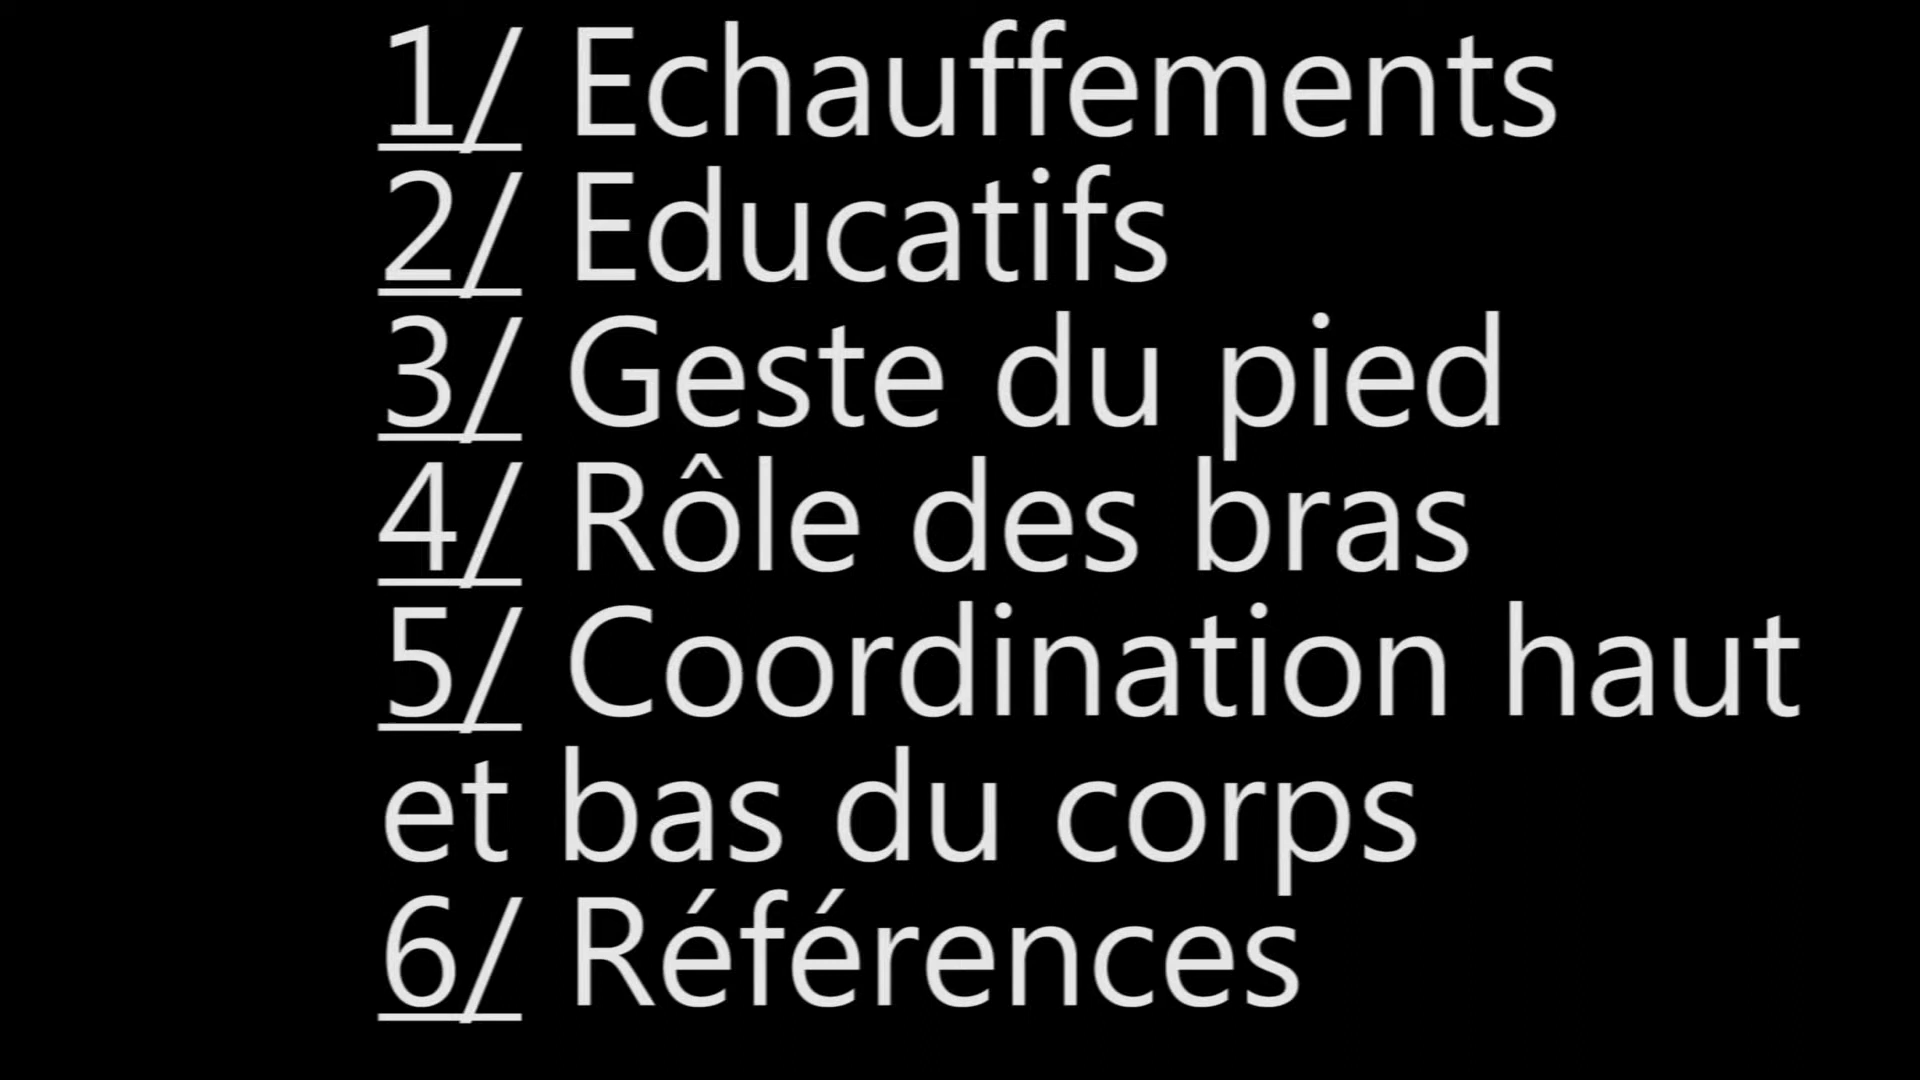 1/ Echauffements
2/ Educatifs
3/ Geste du pied
4/ Rôle des bras
5/ Coordination haut
et bas du corps
6/ Références